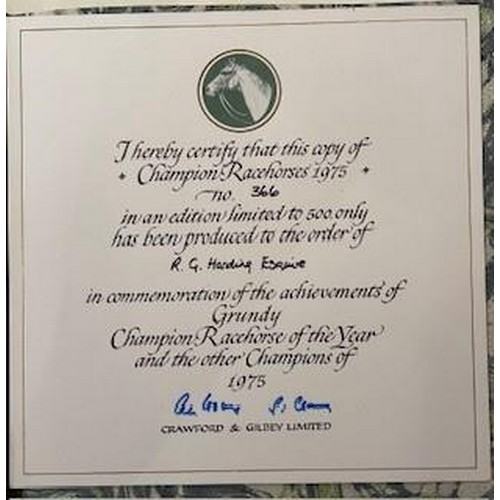 I hereby certify that this copy of
Champion Racehorses 1975
no. 366
in an edition limited to 500 only
has been produced to the order of
R. G. Harding Esquire
in commemoration of the achievements of
Grundy
Champion Racehorse of the Year
and the other Champions of
1975
CRAWFORD & GILBEY LIMITED